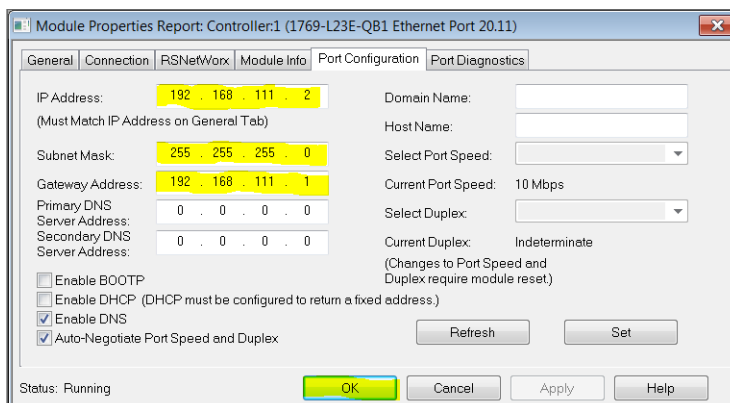 Module Properties Report: Controller:1 (1769-L23E-QB1 Ethernet Port 20.11)
General Connection RSNetWorx Module Info Port Configuration Port Diagnostics
IP Address: 192 . 168 . 111 . 2
(Must Match IP Address on General Tab)
Subnet Mask: 255 . 255 . 255 . 0
Gateway Address: 192 . 168 . 111 . 1
Primary DNS
Server Address: 0 . 0 . 0 . 0
Secondary DNS
Server Address: 0 . 0 . 0 . 0
Enable BOOTP
Enable DHCP (DHCP must be configured to return a fixed address.)
Enable DNS
Auto-Negotiate Port Speed and Duplex
Domain Name:
Host Name:
Select Port Speed:
Current Port Speed: 10 Mbps
Select Duplex:
Current Duplex: Indeterminate
(Changes to Port Speed and
Duplex require module reset.)
Refresh Set
Status: Running OK Cancel Apply Help